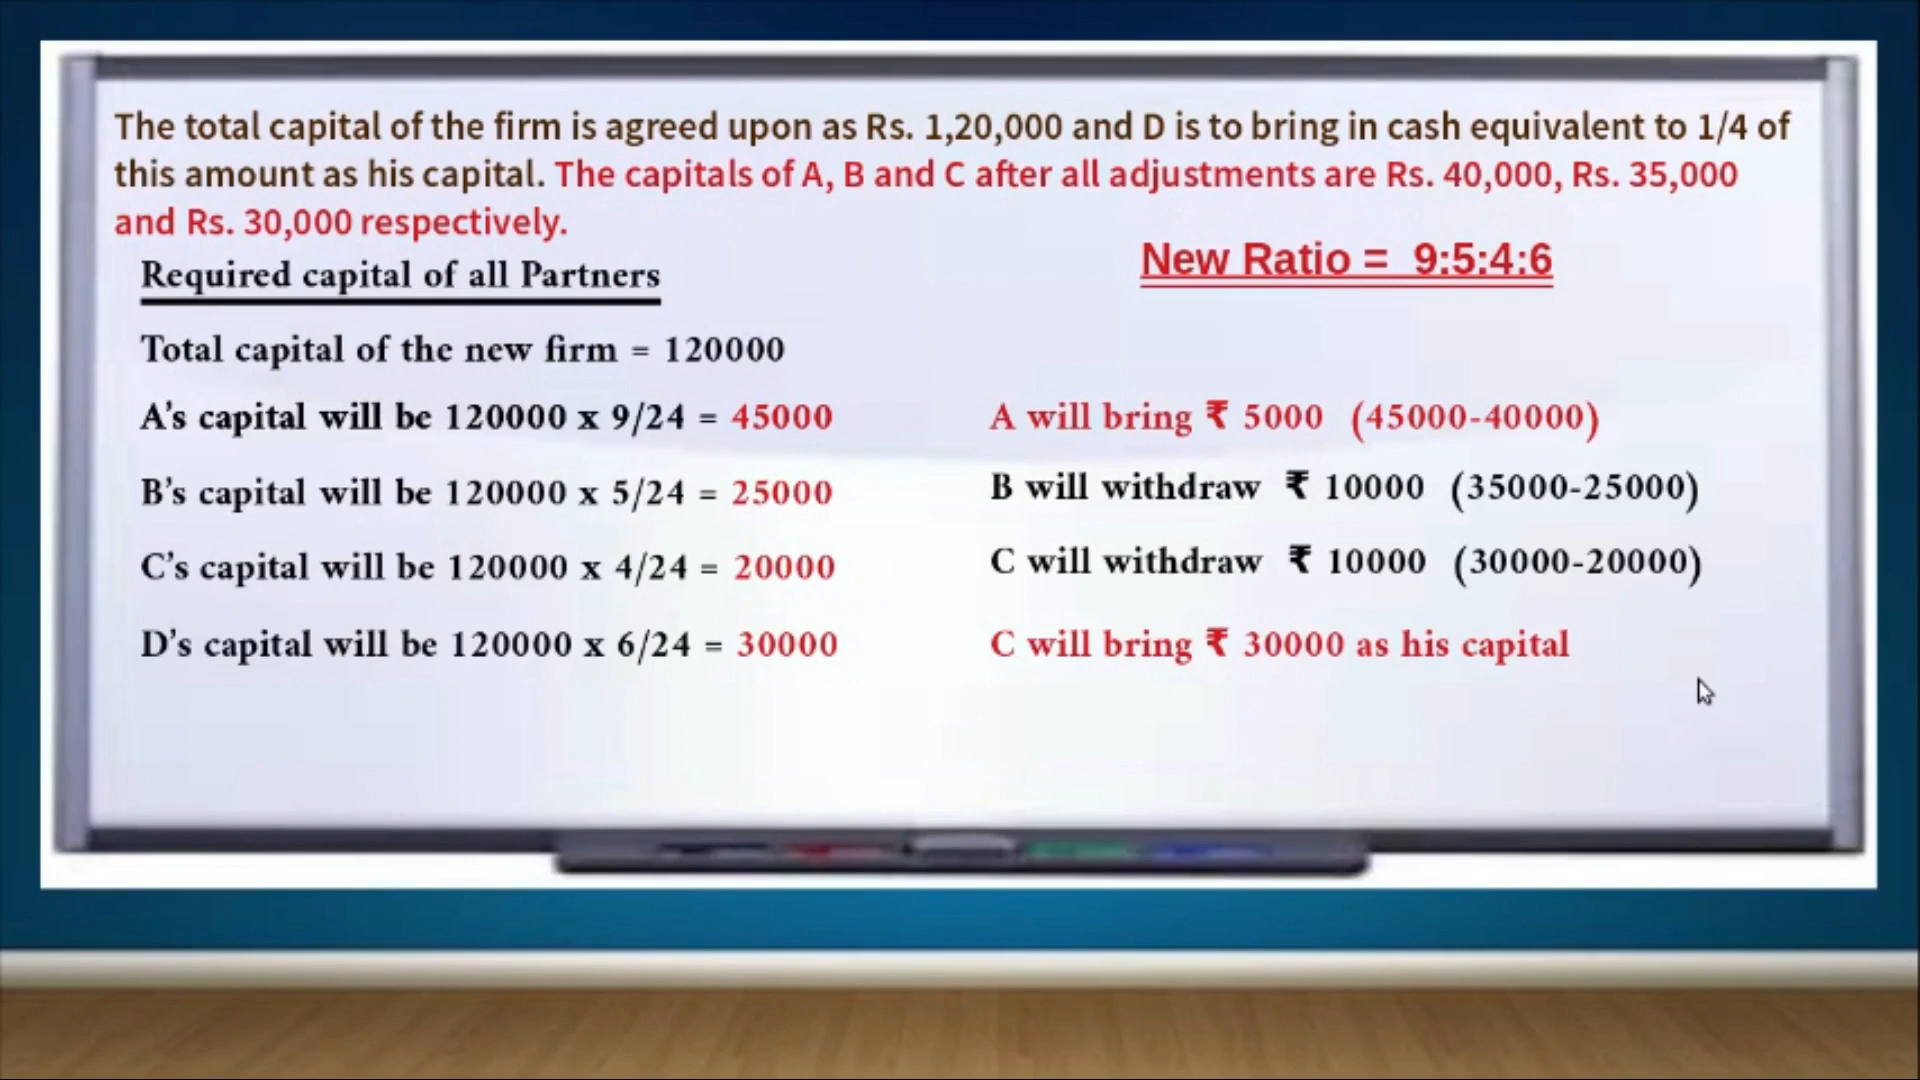 The total capital of the firm is agreed upon as Rs. 1,20,000 and D is to bring in cash equivalent to 1/4 of
this amount as his capital. The capitals of A, B and C after all adjustments are Rs. 40,000, Rs. 35,000
and Rs. 30,000 respectively.
New Ratio = 9:5:4:6
Required capital of all Partners
Total capital of the new firm = 120000
A's capital will be 120000 x 9/24 = 45000
A will bring ₹ 5000 (45000-40000)
B's capital will be 120000 x 5/24 = 25000
B will withdraw ₹ 10000 (35000-25000)
C's capital will be 120000 x 4/24 = 20000
C will withdraw ₹ 10000 (30000-20000)
D's capital will be 120000 x 6/24 = 30000
C will bring ₹ 30000 as his capital